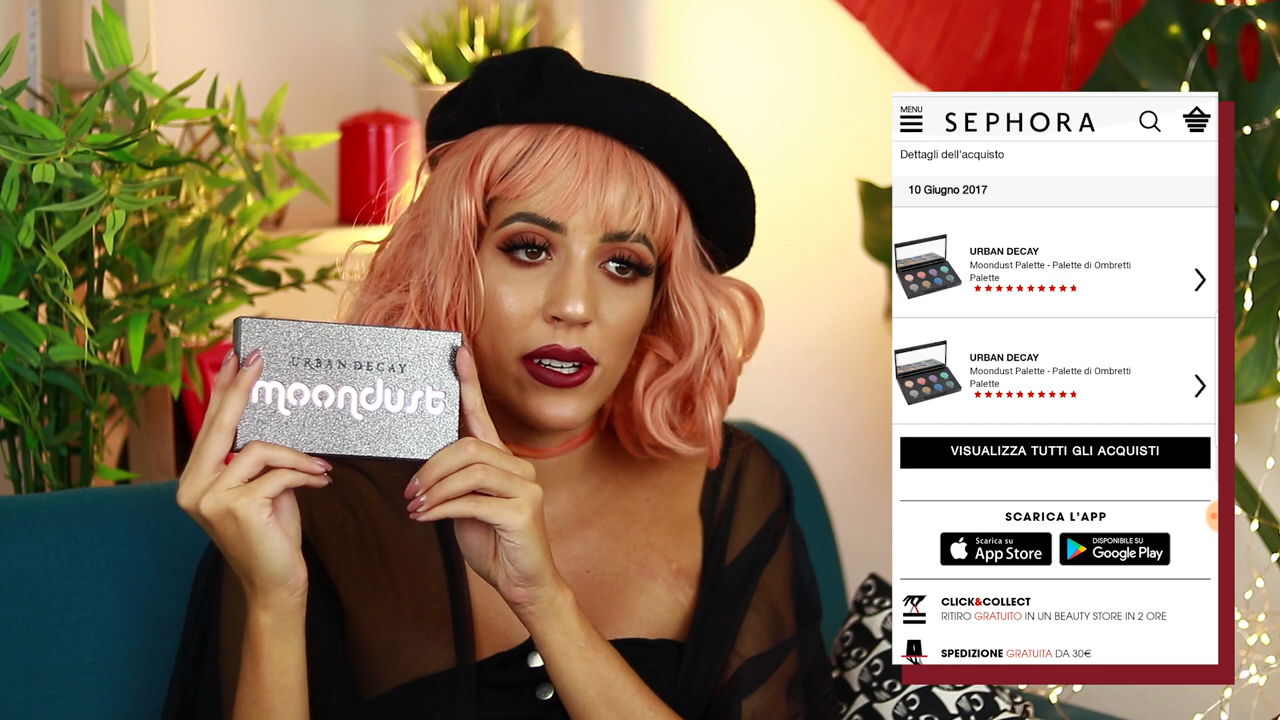 URBAN DECAY
moondust
MENU
SEPHORA
Dettagli dell'acquisto
10 Giugno 2017
URBAN DECAY
Moondust Palette - Palette di Ombretti
Palette
URBAN DECAY
Moondust Palette - Palette di Ombretti
Palette
VISUALIZZA TUTTI GLI ACQUISTI
SCARICA L'APP
Scarica su
App Store
DISPONIBILE SU
Google Play
CLICK&COLLECT
RITIRO GRATUITO IN UN BEAUTY STORE IN 2 ORE
SPEDIZIONE GRATUITA DA 30€